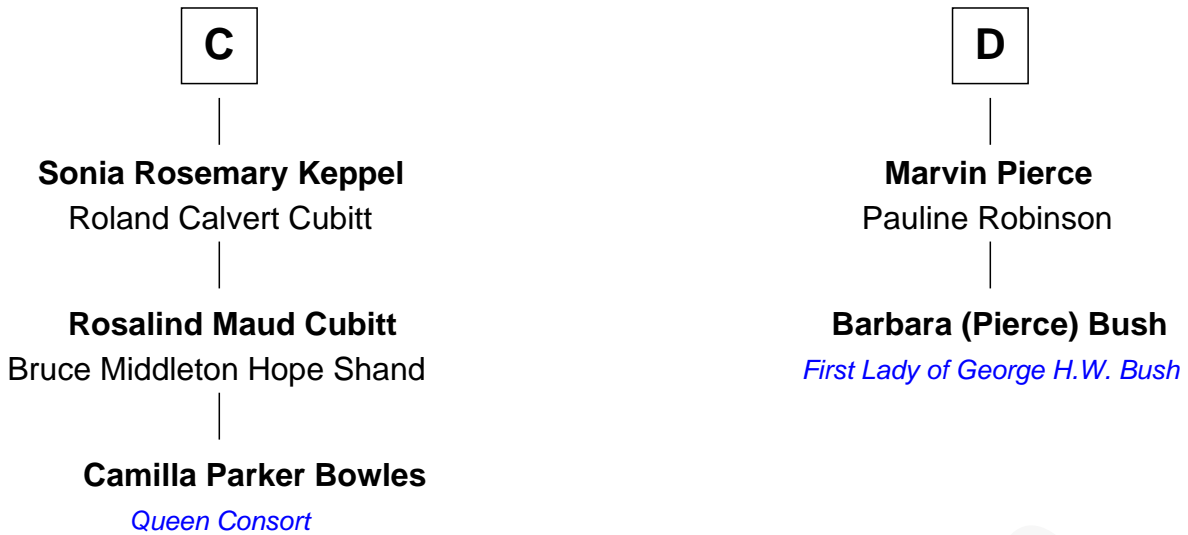 C
Sonia Rosemary Keppel
Roland Calvert Cubitt
Rosalind Maud Cubitt
Bruce Middleton Hope Shand
Camilla Parker Bowles
Queen Consort
D
Marvin Pierce
Pauline Robinson
Barbara (Pierce) Bush
First Lady of George H.W. Bush